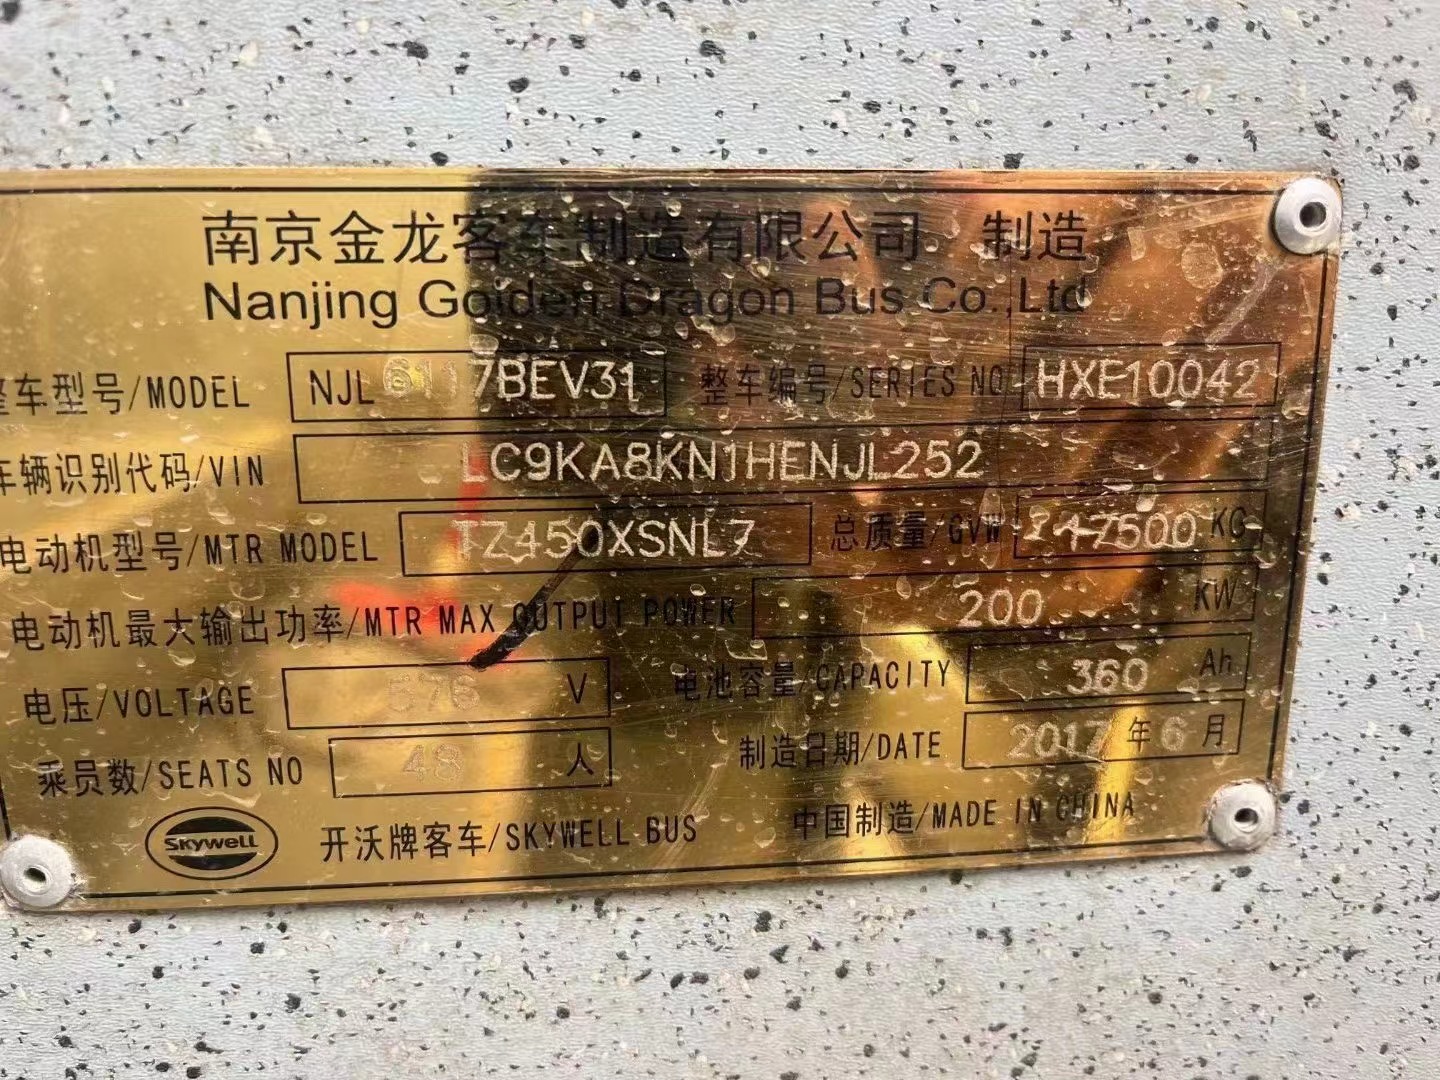 南京金龙客车制造有限公司 制造
Nanjing Golden Dragon Bus Co.,Ltd
整车型号/MODEL NJL6117BEV31 整车编号/SERIES NO HXE10042
车辆识别代码/VIN LC9KA8KN1HENJL252
电动机型号/MTR MODEL TZ450XSNL7 总质量/GVW 17500 KG
电动机最大输出功率/MTR MAX OUTPUT POWER 200 KW
电压/VOLTAGE 576 V 电池容量/CAPACITY 360 Ah
乘员数/SEATS NO 48 人 制造日期/DATE 2017 年 6 月
SKYWELL 开沃牌客车/SKYWELL BUS 中国制造/MADE IN CHINA